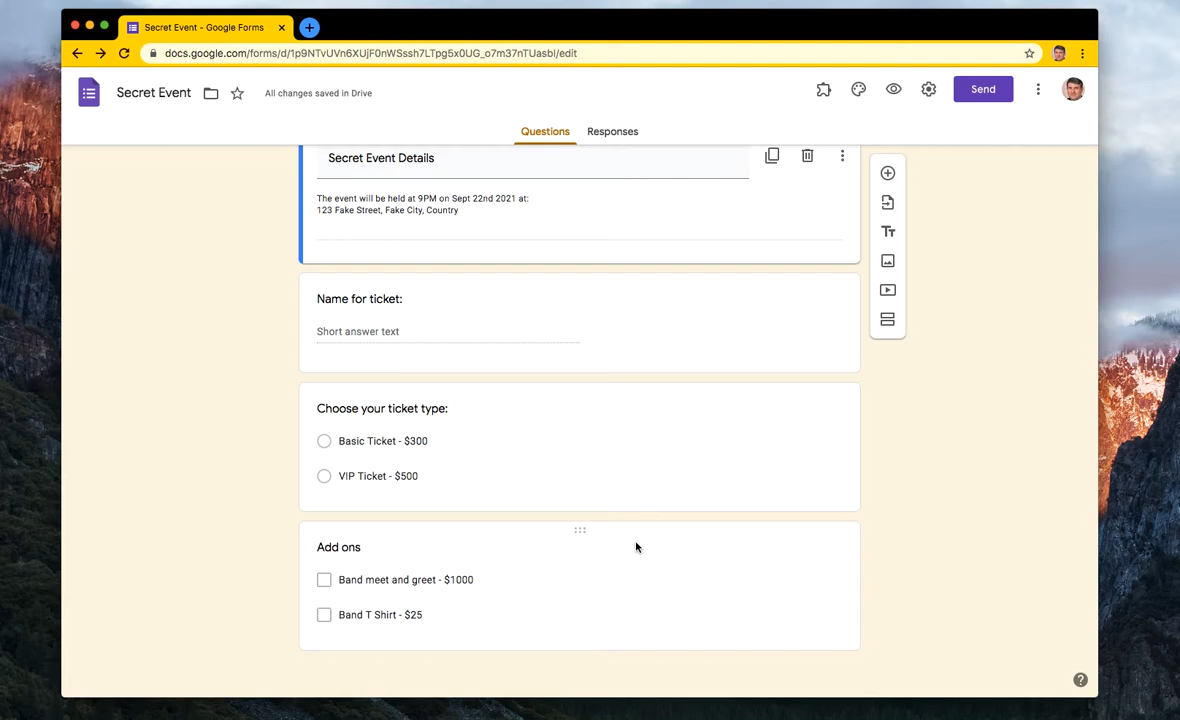 Secret Event - Google Forms
docs.google.com/forms/d/1p9NTvUVn6XUjF0nWSssh7LTpg5x0UG_o7m37nTUasbI/edit
Secret Event
All changes saved in Drive
Send
Questions
Responses
Secret Event Details
The event will be held at 9PM on Sept 22nd 2021 at:
123 Fake Street, Fake City, Country
Name for ticket:
Short answer text
Choose your ticket type:
Basic Ticket - $300
VIP Ticket - $500
Add ons
Band meet and greet - $1000
Band T Shirt - $25